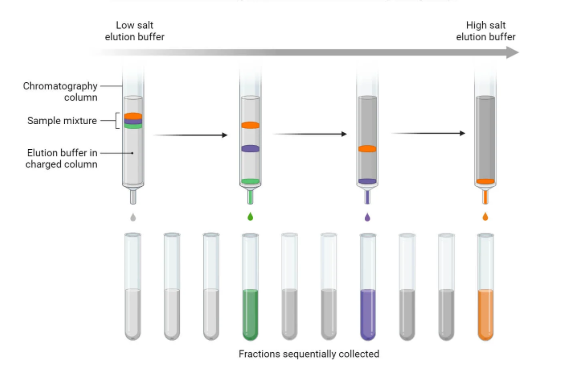 Low salt
elution buffer
High salt
elution buffer
Chromatography
column
Sample mixture
Elution buffer in
charged column
Fractions sequentially collected